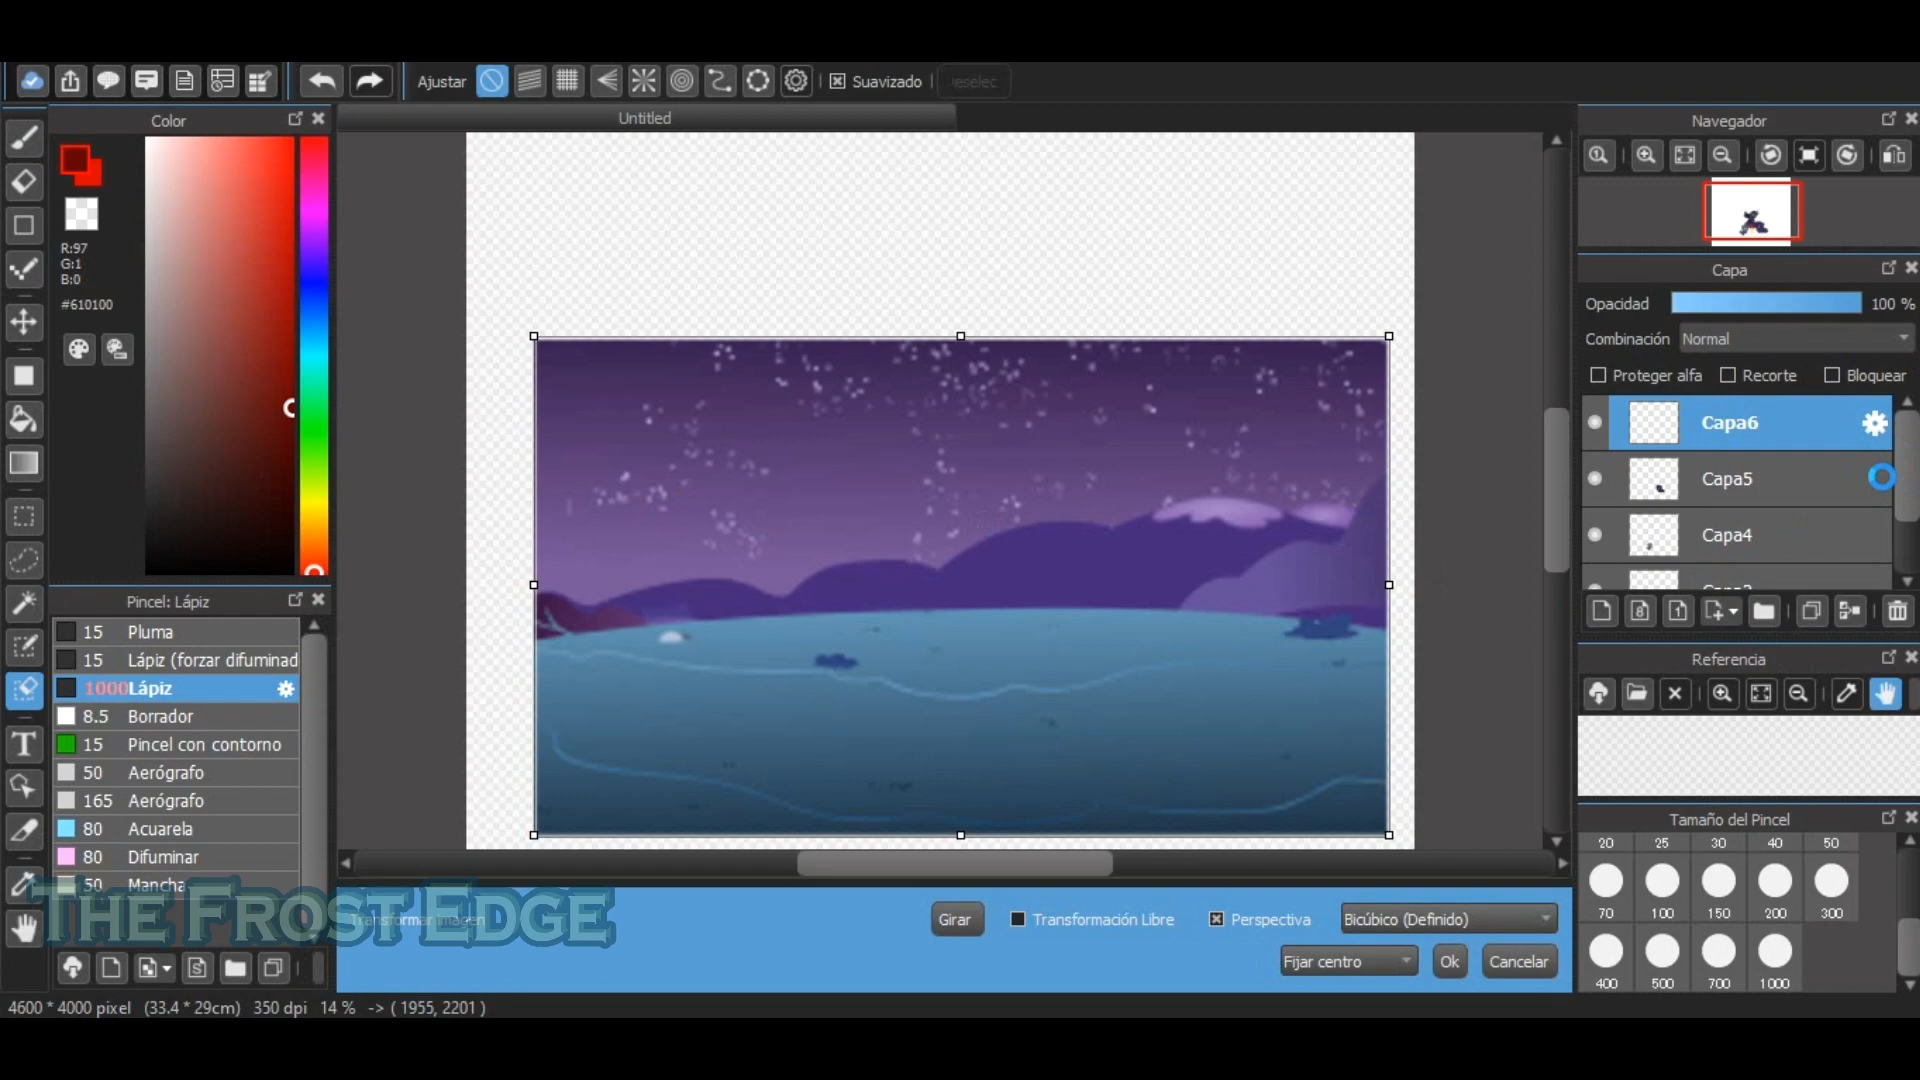 Ajustar
Suavizado
eselec
Color
Untitled
Navegador
R:97
G:1
B:0
#610100
Capa
Opacidad
100 %
Combinación
Normal
Proteger alfa
Recorte
Bloquear
Capa6
Capa5
Capa4
Pincel: Lápiz
15 Pluma
15 Lápiz (forzar difuminad
1000 Lápiz
8.5 Borrador
15 Pincel con contorno
50 Aerógrafo
165 Aerógrafo
80 Acuarela
80 Difuminar
50 Mancha
Referencia
Tamaño del Pincel
20 25 30 40 50
70 100 150 200 300
400 500 700 1000
The Frost Edge
Transformar Imagen
Girar
Transformación Libre
Perspectiva
Bicúbico (Definido)
Fijar centro
Ok
Cancelar
4600 * 4000 pixel (33.4 * 29cm) 350 dpi 14 % -> ( 1955, 2201 )